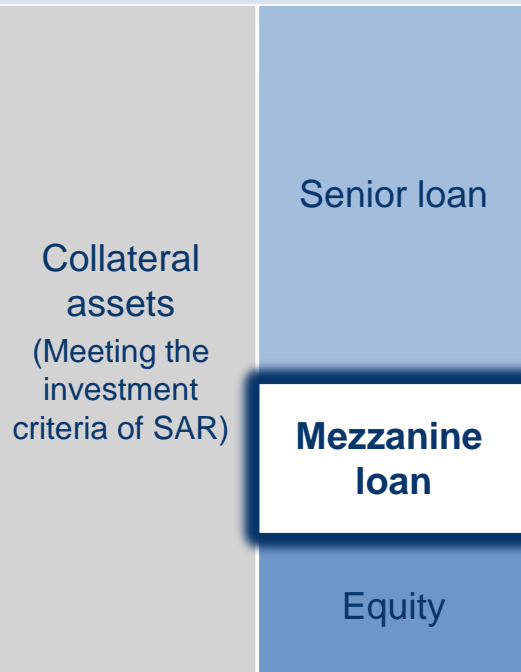 Collateral
assets
(Meeting the
investment
criteria of SAR)
Senior loan
Mezzanine
loan
Equity